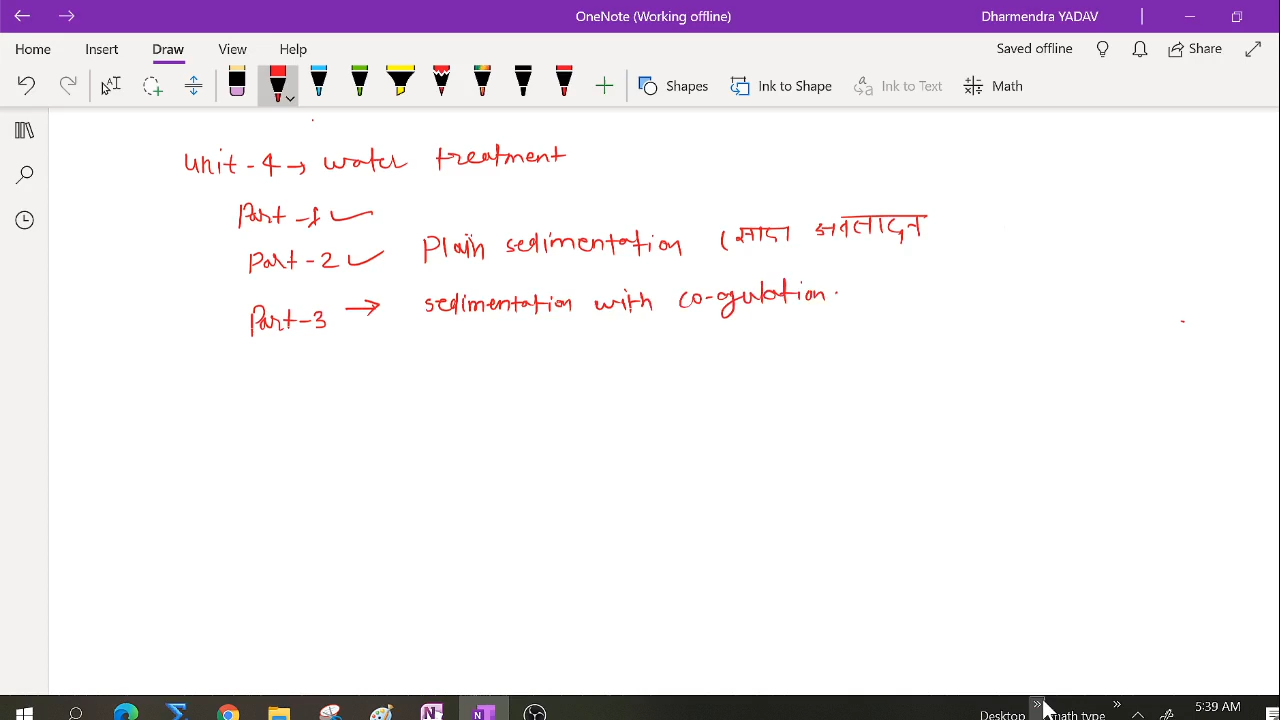 OneNote (Working offline)
Dharmendra YADAV
Home Insert Draw View Help
Saved offline
Share
Shapes
Ink to Shape
Ink to Text
Math
Unit-4 → water treatment
Part-1 ✓
Part-2 ✓ Plain sedimentation (सादा अवसादन
Part-3 → sedimentation with co-agulation.
Desktop » math type »
5:39 AM